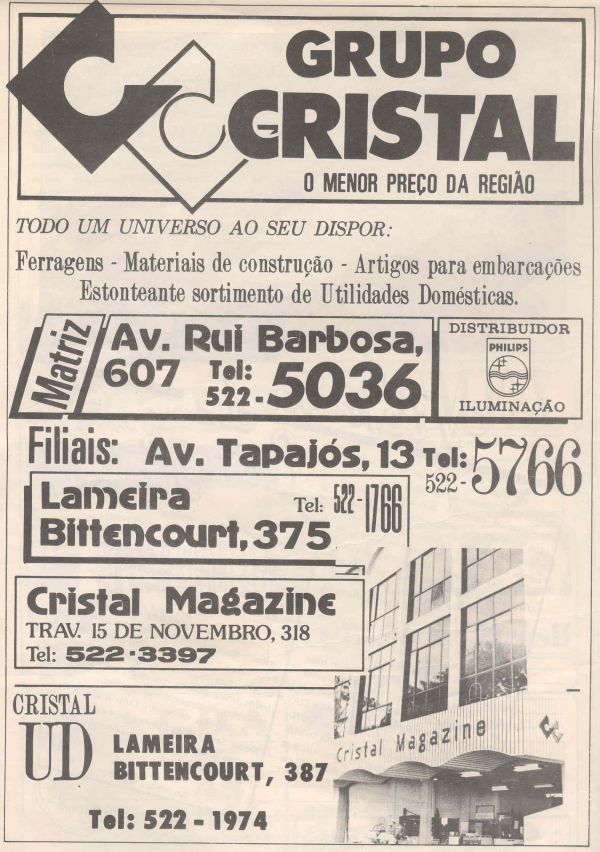 GRUPO
CRISTAL
O MENOR PREÇO DA REGIÃO
TODO UM UNIVERSO AO SEU DISPOR:
Ferragens - Materiais de construção - Artigos para embarcações
Estonteante sortimento de Utilidades Domésticas.
Matriz
Av. Rui Barbosa,
607 Tel:
522-5036
DISTRIBUIDOR
PHILIPS
ILUMINAÇÃO
Filiais: Av. Tapajós, 13 Tel:
522-5766
Lameira
Bittencourt, 375
Tel: 522-1766
Cristal Magazine
TRAV. 15 DE NOVEMBRO, 318
Tel: 522-3397
CRISTAL
UD
LAMEIRA
BITTENCOURT, 387
Tel: 522-1974
Cristal Magazine